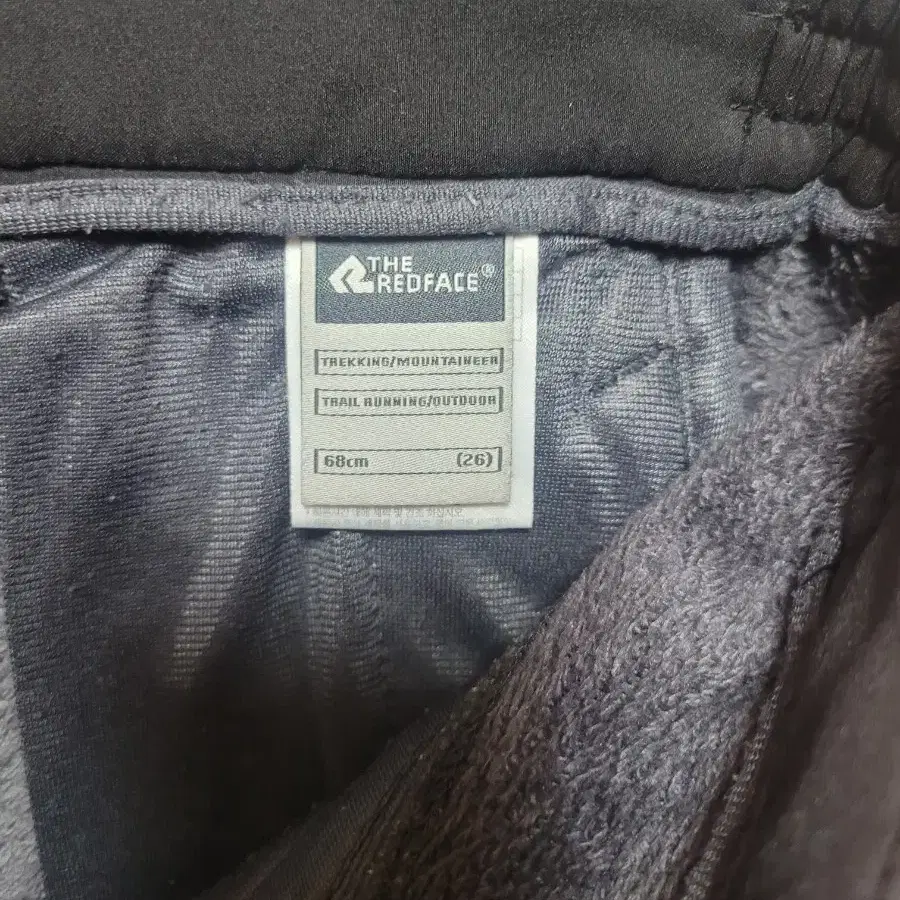 THE
REDFACE®
TREKKING/MOUNTAINEER
TRAIL RUNNING/OUTDOOR
68cm (26)